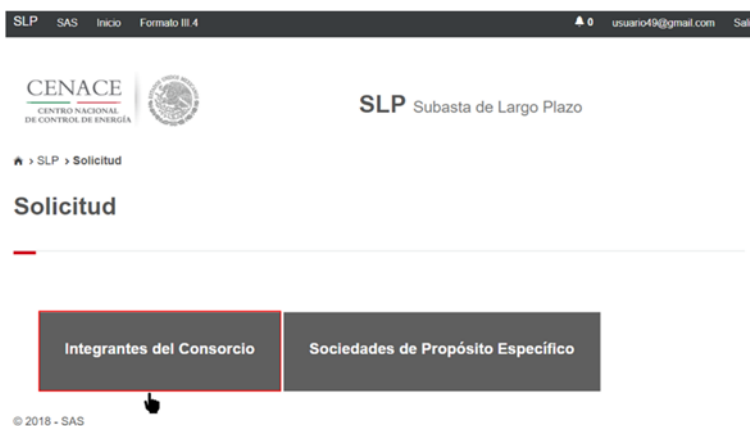 SLP SAS Inicio Formato III.4 0 usuario49@gmail.com
CENACE
CENTRO NACIONAL
DE CONTROL DE ENERGÍA
SLP Subasta de Largo Plazo
> SLP > Solicitud
Solicitud
Integrantes del Consorcio Sociedades de Propósito Específico
© 2018 - SAS